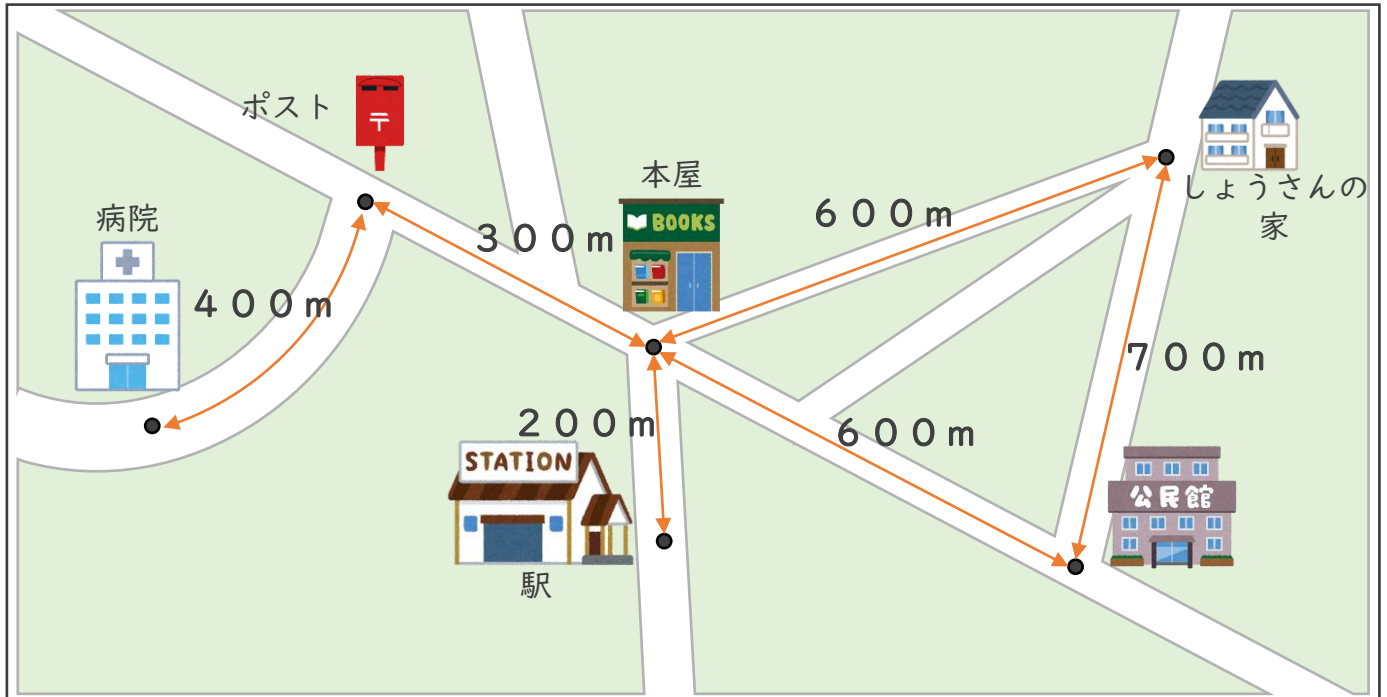 ポスト
〒
本屋
BOOKS
病院
しょうさんの
家
300m
600m
400m
700m
200m
600m
STATION
公民館
駅